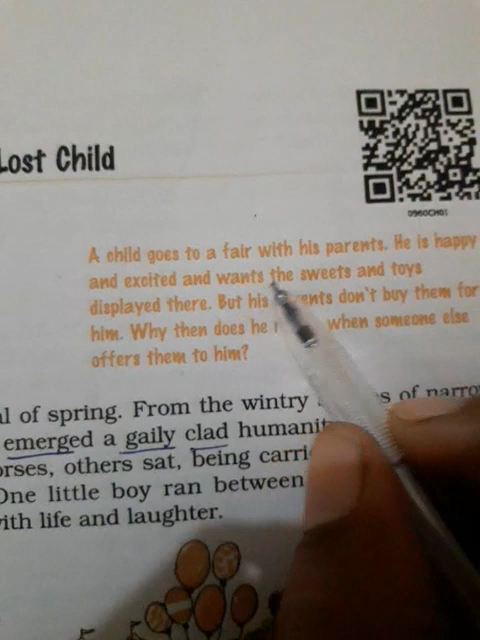 Lost Child
0960CH01
A child goes to a fair with his parents. He is happy
and excited and wants the sweets and toys
displayed there. But his parents don't buy them for
him. Why then does he when someone else
offers them to him?
al of spring. From the wintry of narro
emerged a gaily clad humanit
orses, others sat, being carri
One little boy ran between
with life and laughter.